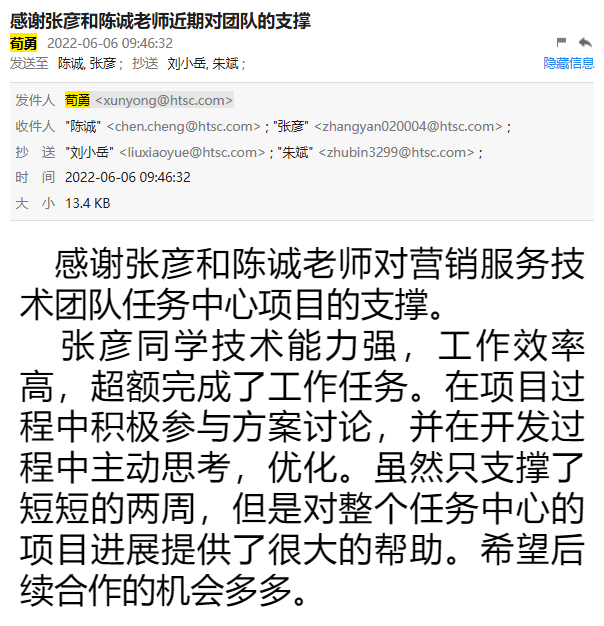 感谢张彦和陈诚老师近期对团队的支撑
荀勇 2022-06-06 09:46:32
发送至 陈诚, 张彦 ; 抄送 刘小岳, 朱斌 ; 隐藏信息
发件人 荀勇 <xunyong@htsc.com>
收件人 "陈诚" <chen.cheng@htsc.com> ; "张彦" <zhangyan020004@htsc.com> ;
抄 送 "刘小岳" <liuxiaoyue@htsc.com> ; "朱斌" <zhubin3299@htsc.com> ;
时 间 2022-06-06 09:46:32
大 小 13.4 KB
感谢张彦和陈诚老师对营销服务技
术团队任务中心项目的支撑。
张彦同学技术能力强，工作效率
高，超额完成了工作任务。在项目过
程中积极参与方案讨论，并在开发过
程中主动思考，优化。虽然只支撑了
短短的两周，但是对整个任务中心的
项目进展提供了很大的帮助。希望后
续合作的机会多多。